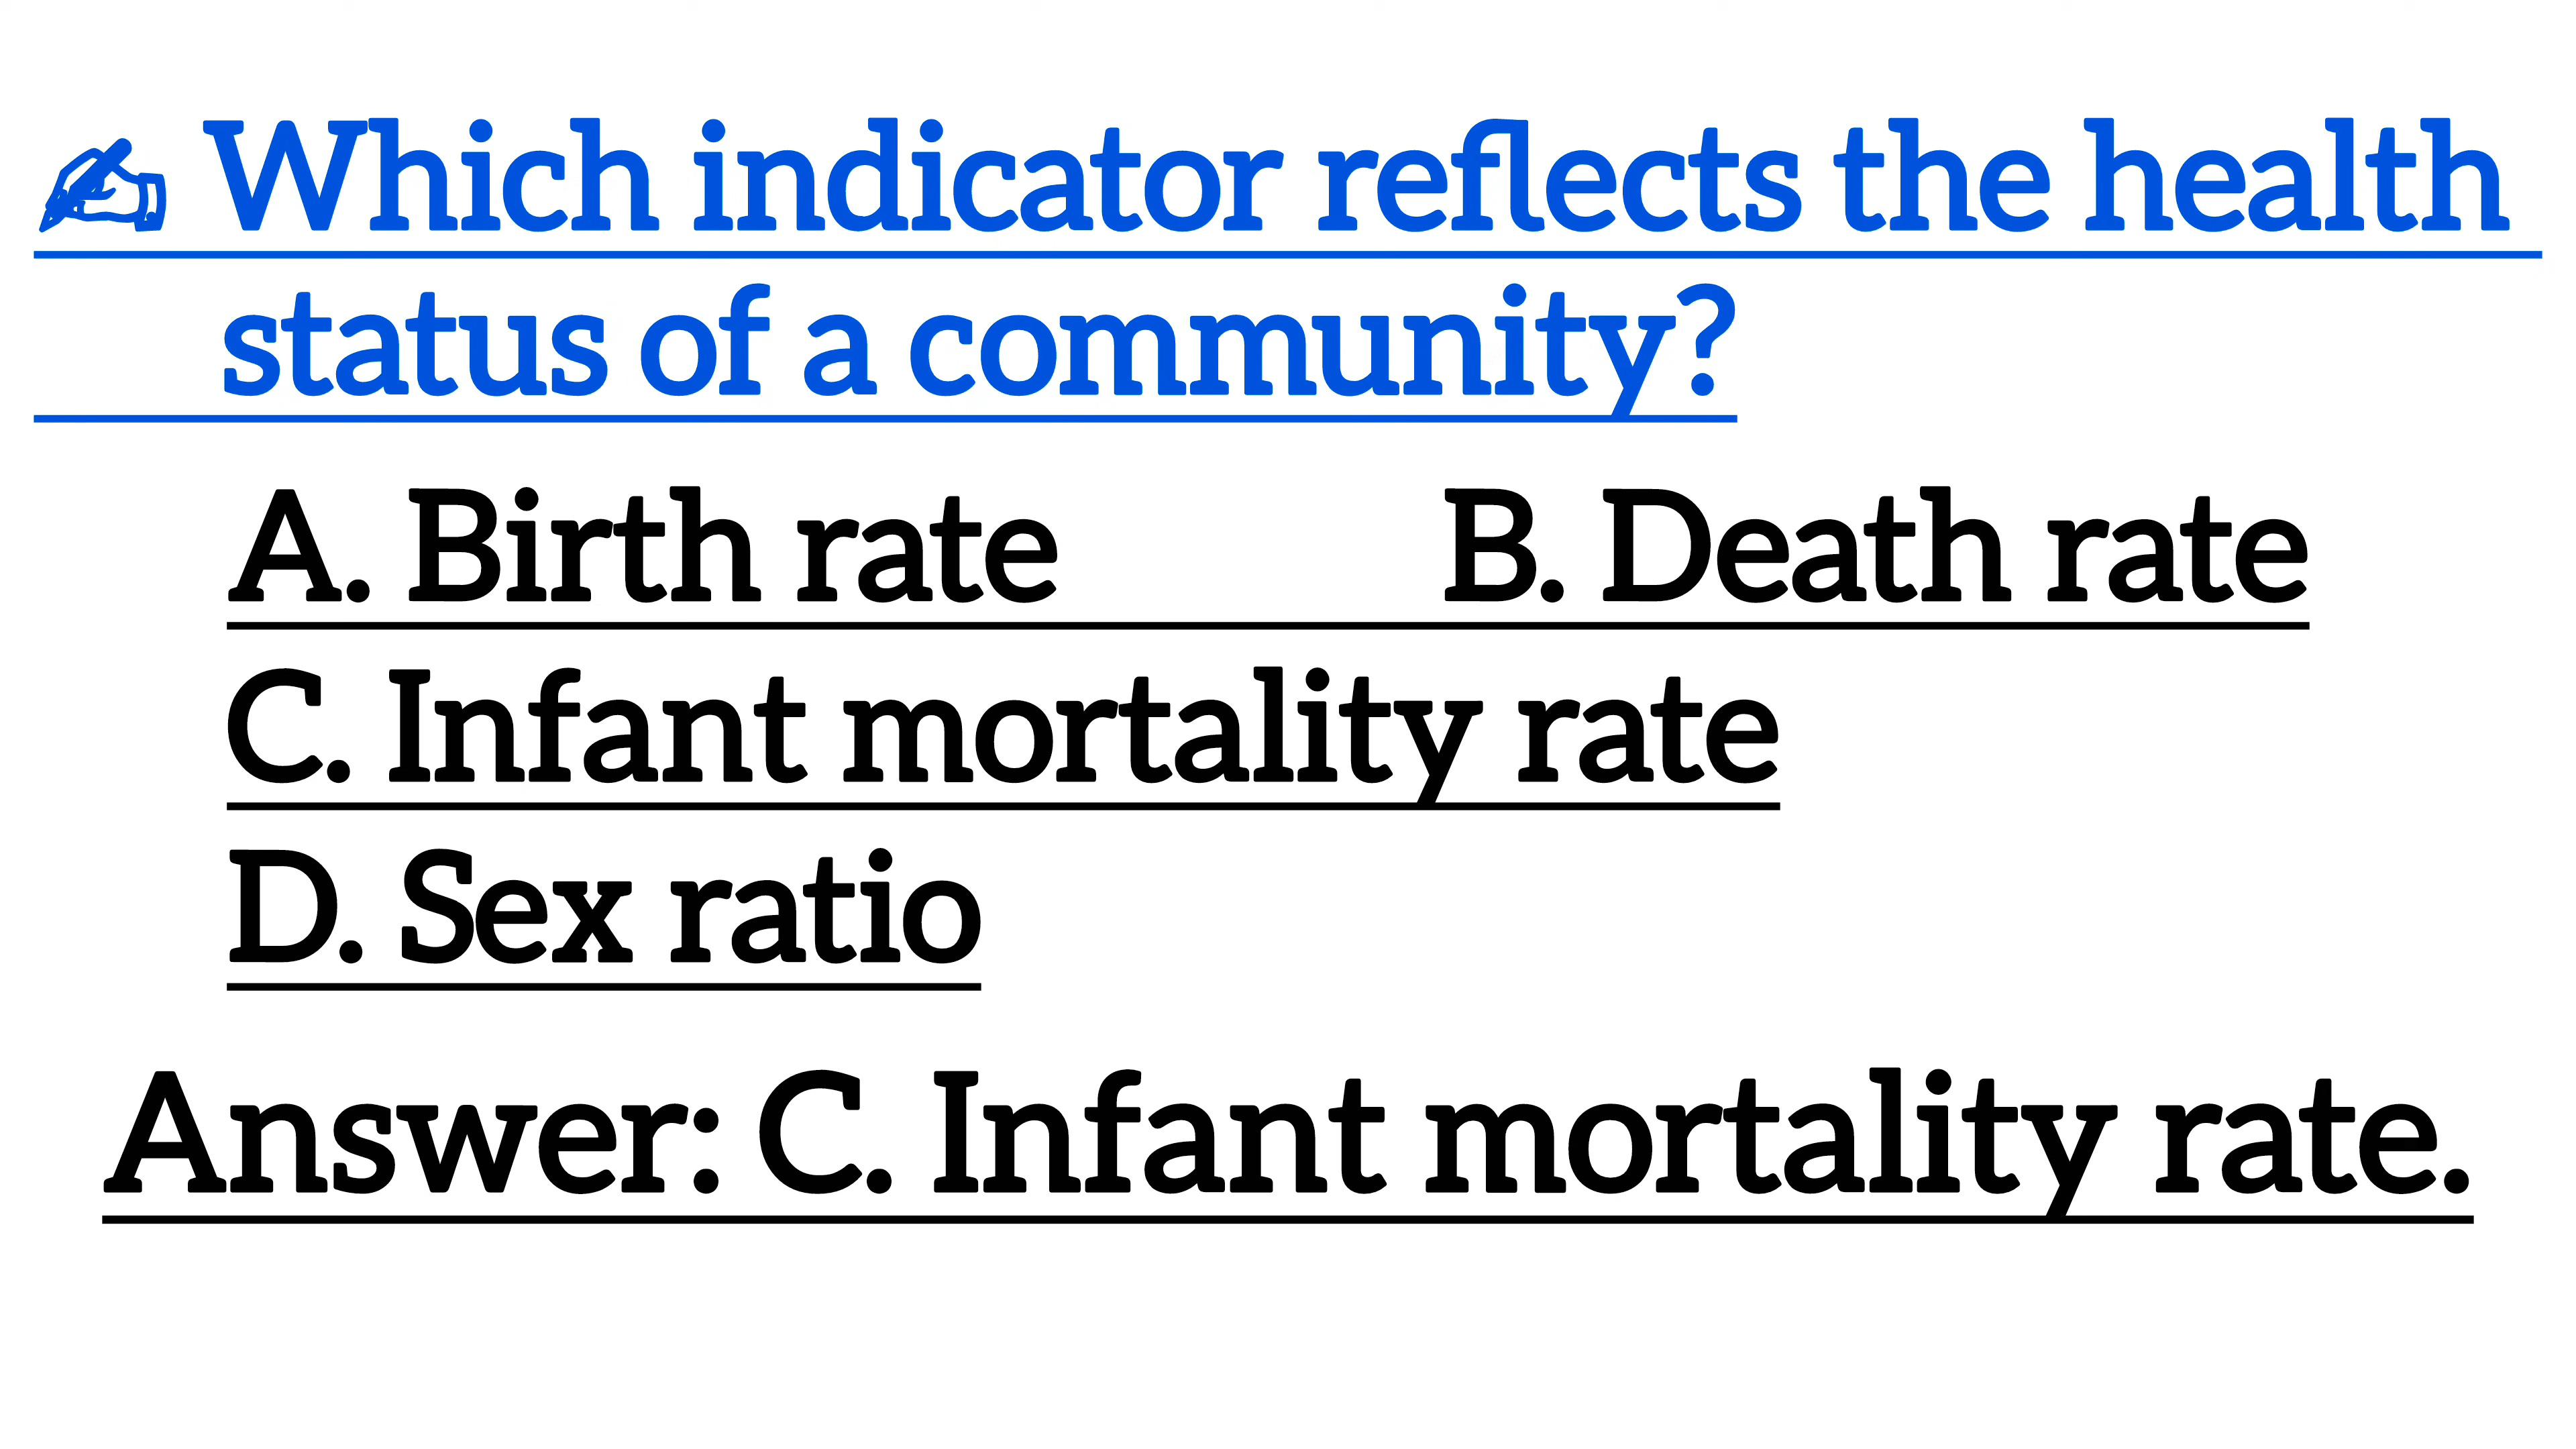 ✍ Which indicator reflects the health
status of a community?
A. Birth rate B. Death rate
C. Infant mortality rate
D. Sex ratio
Answer: C. Infant mortality rate.